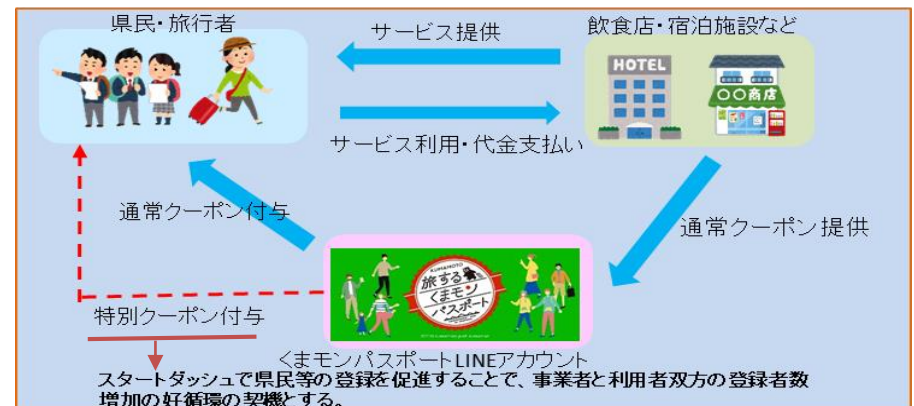 県民・旅行者
サービス提供
飲食店・宿泊施設など
HOTEL
〇〇商店
サービス利用・代金支払い
通常クーポン付与
通常クーポン提供
KUMAMOTO
旅する
くまモン
パスポート
特別クーポン付与
くまモンパスポートLINEアカウント
スタートダッシュで県民等の登録を促進することで、事業者と利用者双方の登録者数
増加の好循環の契機とする。